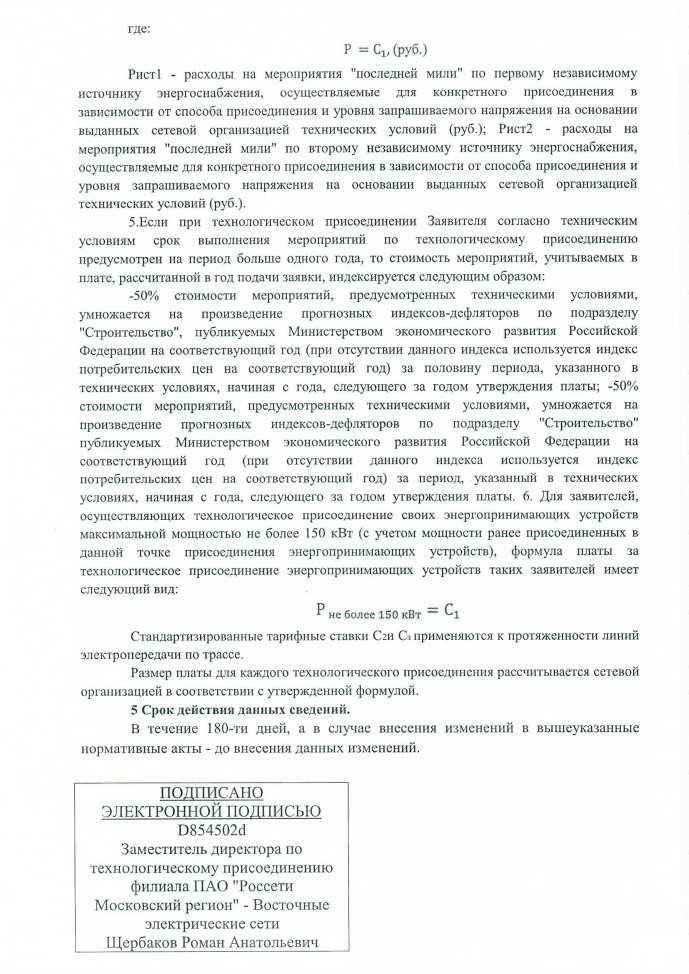 где:
P = C₁, (руб.)
Рист1 - расходы на мероприятия "последней мили" по первому независимому
источнику энергоснабжения, осуществляемые для конкретного присоединения в
зависимости от способа присоединения и уровня запрашиваемого напряжения на основании
выданных сетевой организацией технических условий (руб.); Рист2 - расходы на
мероприятия "последней мили" по второму независимому источнику энергоснабжения,
осуществляемые для конкретного присоединения в зависимости от способа присоединения и
уровня запрашиваемого напряжения на основании выданных сетевой организацией
технических условий (руб.).
5.Если при технологическом присоединении Заявителя согласно техническим
условиям срок выполнения мероприятий по технологическому присоединению
предусмотрен на период больше одного года, то стоимость мероприятий, учитываемых в
плате, рассчитанной в год подачи заявки, индексируется следующим образом:
-50% стоимости мероприятий, предусмотренных техническими условиями,
умножается на произведение прогнозных индексов-дефляторов по подразделу
"Строительство", публикуемых Министерством экономического развития Российской
Федерации на соответствующий год (при отсутствии данного индекса используется индекс
потребительских цен на соответствующий год) за половину периода, указанного в
технических условиях, начиная с года, следующего за годом утверждения платы; -50%
стоимости мероприятий, предусмотренных техническими условиями, умножается на
произведение прогнозных индексов-дефляторов по подразделу "Строительство"
публикуемых Министерством экономического развития Российской Федерации на
соответствующий год (при отсутствии данного индекса используется индекс
потребительских цен на соответствующий год) за период, указанный в технических
условиях, начиная с года, следующего за годом утверждения платы. 6. Для заявителей,
осуществляющих технологическое присоединение своих энергопринимающих устройств
максимальной мощностью не более 150 кВт (с учетом мощности ранее присоединенных в
данной точке присоединения энергопринимающих устройств), формула платы за
технологическое присоединение энергопринимающих устройств таких заявителей имеет
следующий вид:
P не более 150 кВт = C₁
Стандартизированные тарифные ставки С₂и С₃ применяются к протяженности линий
электропередачи по трассе.
Размер платы для каждого технологического присоединения рассчитывается сетевой
организацией в соответствии с утвержденной формулой.
5 Срок действия данных сведений.
В течение 180-ти дней, а в случае внесения изменений в вышеуказанные
нормативные акты - до внесения данных изменений.
ПОДПИСАНО
ЭЛЕКТРОННОЙ ПОДПИСЬЮ
D854502d
Заместитель директора по
технологическому присоединению
филиала ПАО "Россети
Московский регион" - Восточные
электрические сети
Щербаков Роман Анатольевич